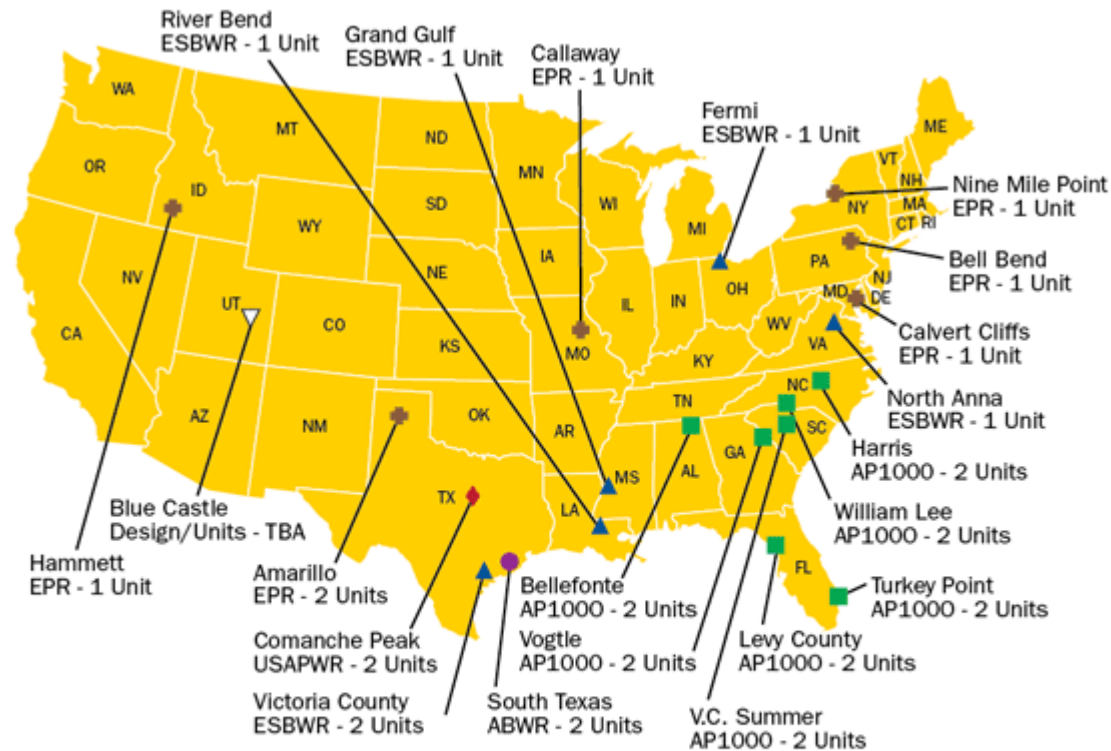 River Bend
ESBWR - 1 Unit
Grand Gulf
ESBWR - 1 Unit
Callaway
EPR - 1 Unit
Fermi
ESBWR - 1 Unit
Nine Mile Point
EPR - 1 Unit
Bell Bend
EPR - 1 Unit
Calvert Cliffs
EPR - 1 Unit
North Anna
ESBWR - 1 Unit
Harris
AP1000 - 2 Units
William Lee
AP1000 - 2 Units
Turkey Point
AP1000 - 2 Units
Levy County
AP1000 - 2 Units
V.C. Summer
AP1000 - 2 Units
Bellefonte
AP1000 - 2 Units
Vogtle
AP1000 - 2 Units
South Texas
ABWR - 2 Units
Victoria County
ESBWR - 2 Units
Comanche Peak
USAPWR - 2 Units
Amarillo
EPR - 2 Units
Blue Castle
Design/Units - TBA
Hammett
EPR - 1 Unit
WA
OR
CA
ID
NV
MT
WY
UT
AZ
CO
NM
ND
SD
NE
KS
OK
TX
MN
IA
MO
AR
LA
WI
IL
MI
IN
OH
KY
TN
MS
AL
GA
FL
SC
NC
VA
WV
MD
DE
NJ
PA
NY
CT
RI
MA
NH
VT
ME